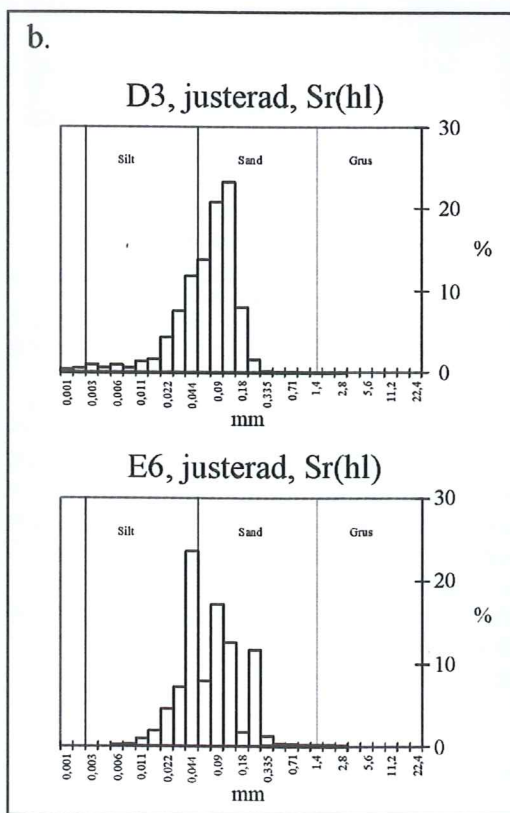 b.
D3, justerad, Sr(hl)
Silt Sand Grus
30
20
%
10
0
0,001 0,003 0,006 0,011 0,022 0,044 0,09 0,18 0,335 0,71 1,4 2,8 5,6 11,2 22,4
mm
E6, justerad, Sr(hl)
Silt Sand Grus
30
20
%
10
0
0,001 0,003 0,006 0,011 0,022 0,044 0,09 0,18 0,335 0,71 1,4 2,8 5,6 11,2 22,4
mm